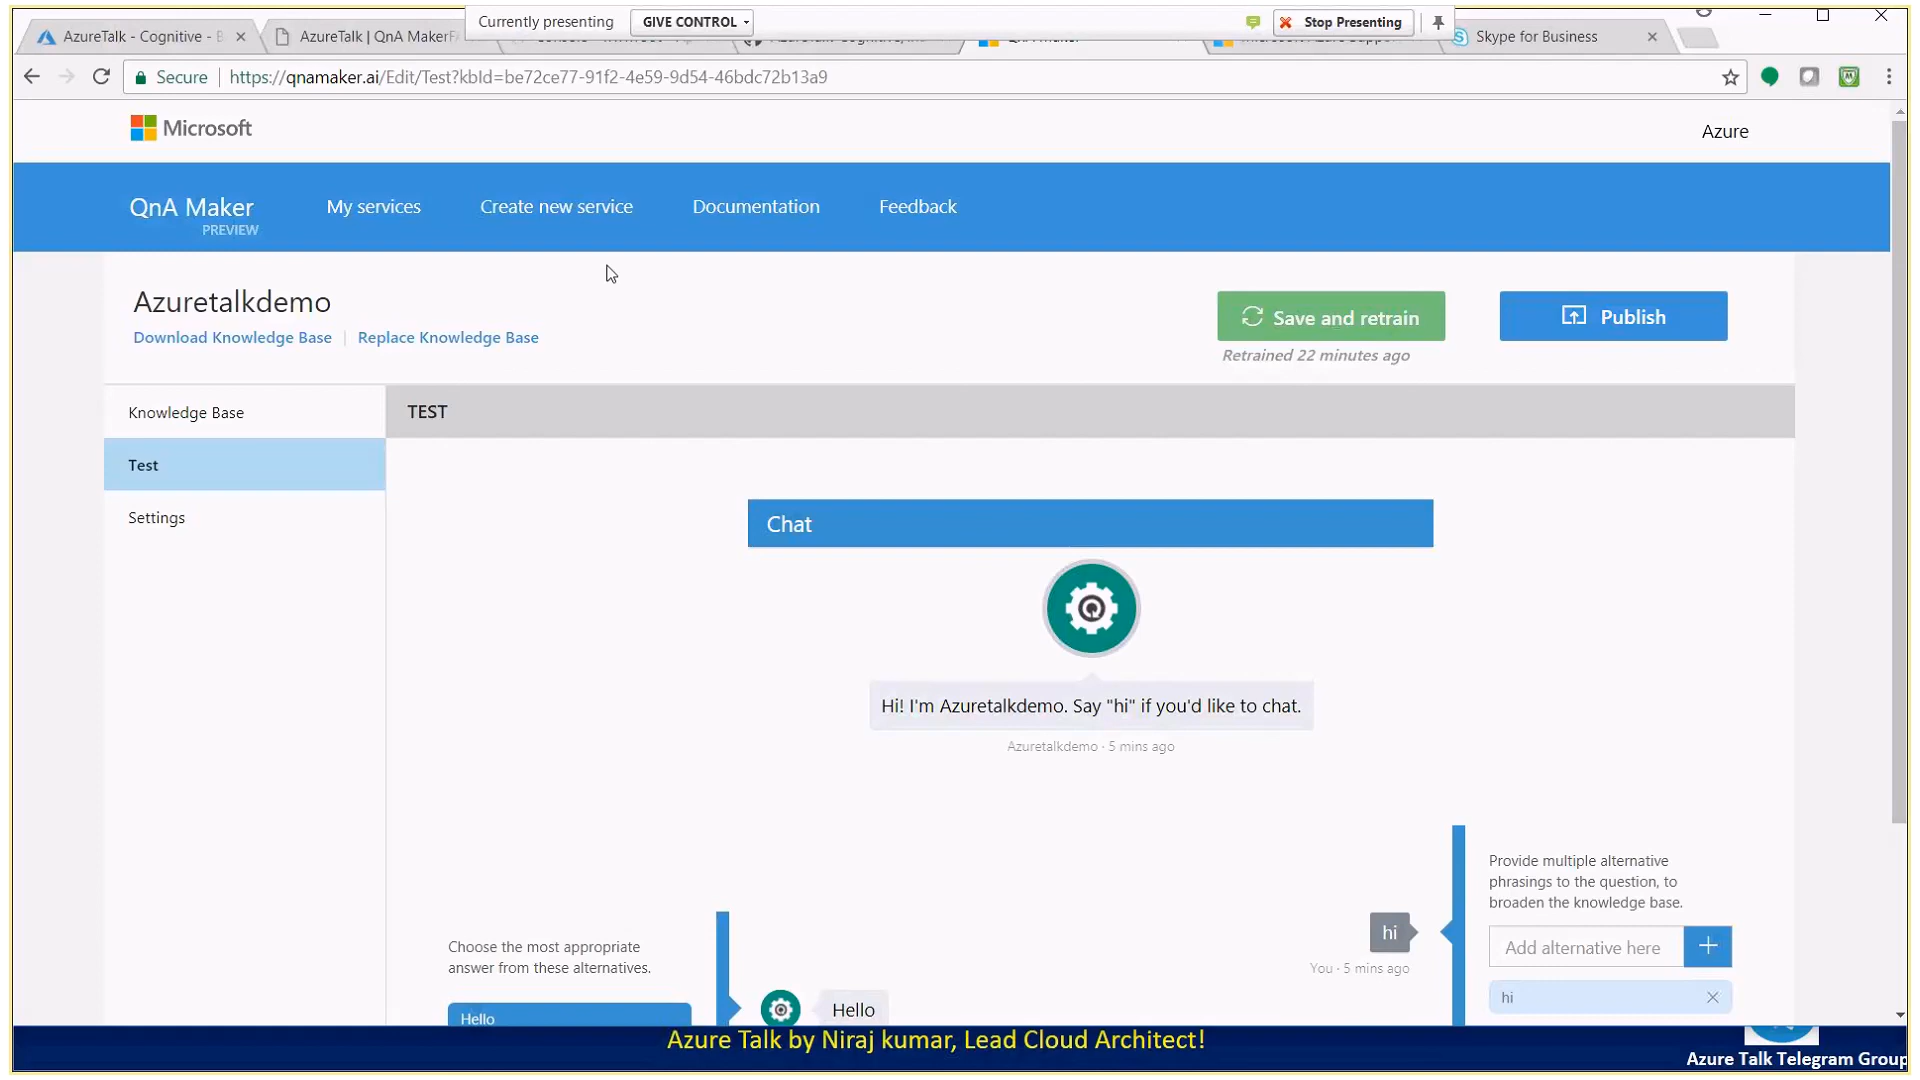 Currently presenting
GIVE CONTROL
Stop Presenting
AzureTalk - Cognitive - B
AzureTalk | QnA MakerF
Skype for Business
Secure
https://qnamaker.ai/Edit/Test?kbId=be72ce77-91f2-4e59-9d54-46bdc72b13a9
Microsoft
Azure
QnA Maker
PREVIEW
My services
Create new service
Documentation
Feedback
Azuretalkdemo
Download Knowledge Base
Replace Knowledge Base
Save and retrain
Retrained 22 minutes ago
Publish
Knowledge Base
Test
Settings
TEST
Chat
Hi! I'm Azuretalkdemo. Say "hi" if you'd like to chat.
Azuretalkdemo · 5 mins ago
Provide multiple alternative
phrasings to the question, to
broaden the knowledge base.
hi
You · 5 mins ago
Add alternative here
hi
Choose the most appropriate
answer from these alternatives.
Hello
Hello
Azure Talk by Niraj kumar, Lead Cloud Architect!
Azure Talk Telegram Group